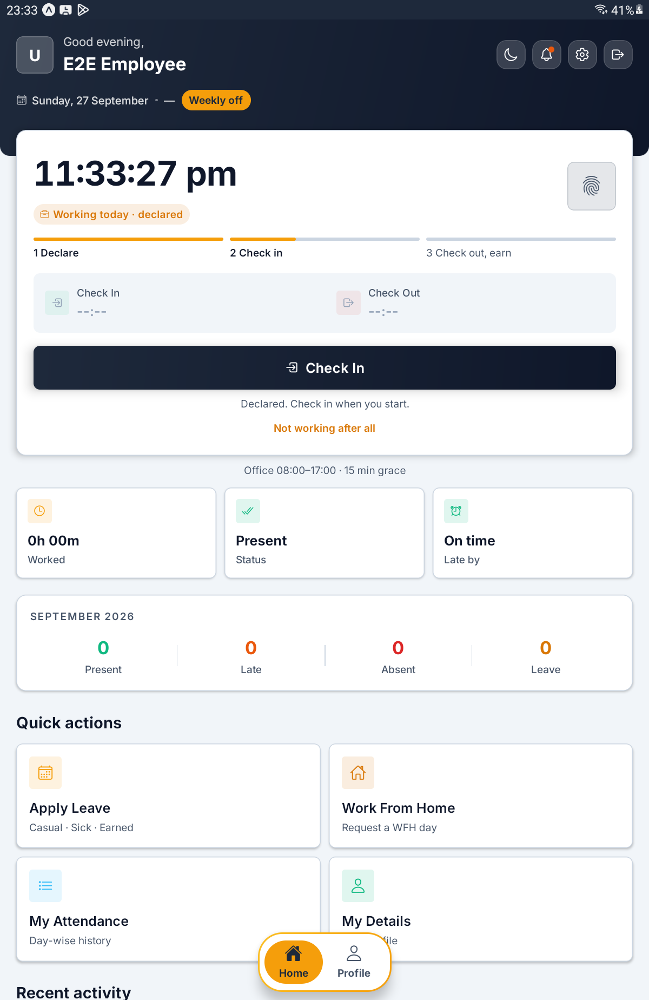 23:33
41%
U
Good evening,
E2E Employee
Sunday, 27 September • — Weekly off
11:33:27 pm
Working today · declared
1 Declare
2 Check in
3 Check out, earn
Check In
--:--
Check Out
--:--
Check In
Declared. Check in when you start.
Not working after all
Office 08:00–17:00 · 15 min grace
0h 00m
Worked
Present
Status
On time
Late by
SEPTEMBER 2026
0
Present
0
Late
0
Absent
0
Leave
Quick actions
Apply Leave
Casual · Sick · Earned
Work From Home
Request a WFH day
My Attendance
Day-wise history
My Details
Home
Profile
Recent activity